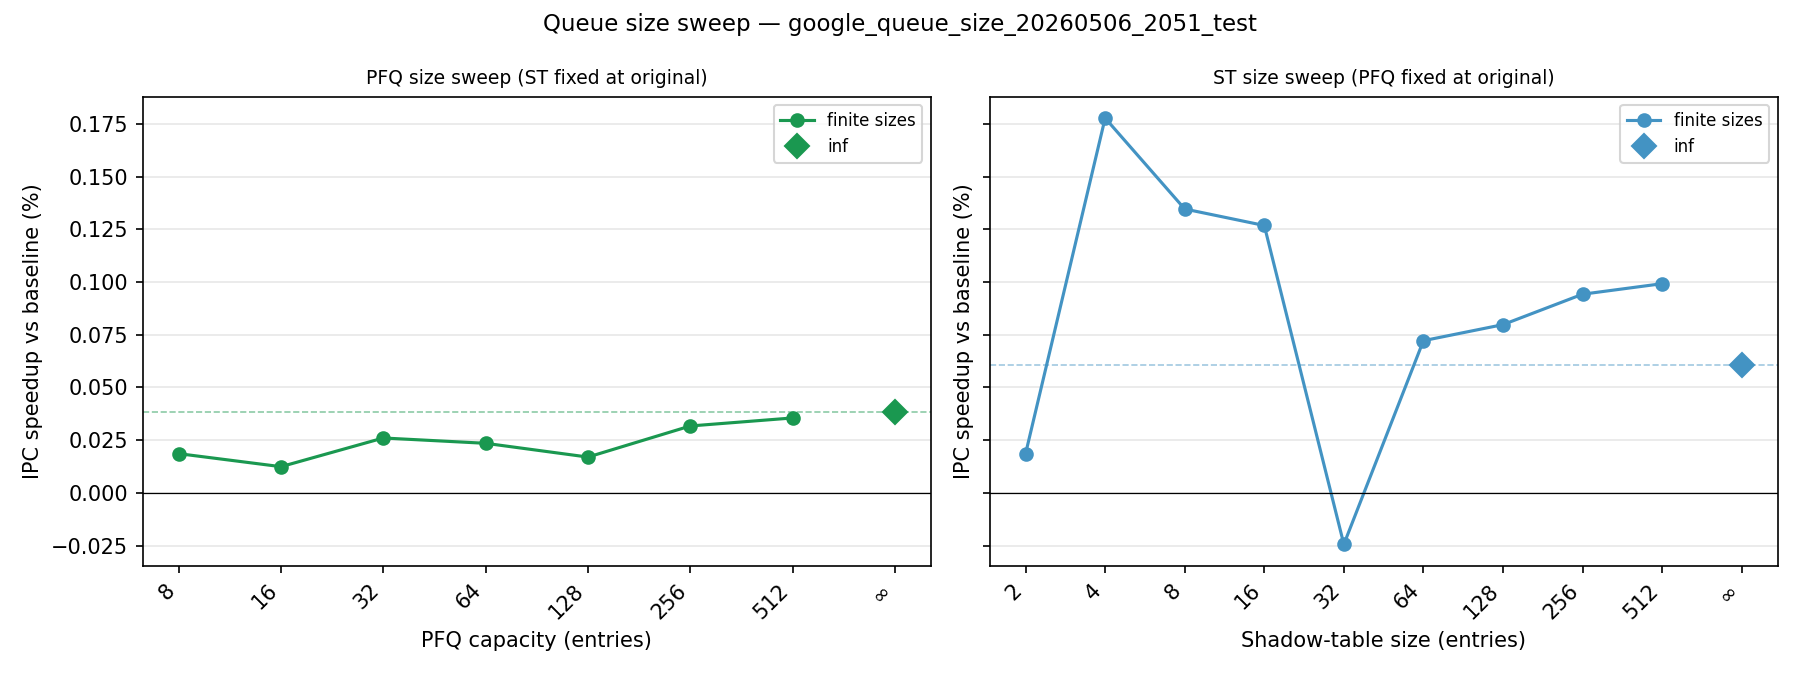 Queue size sweep — google_queue_size_20260506_2051_test
PFQ size sweep (ST fixed at original)
IPC speedup vs baseline (%)
0.175
0.150
0.125
0.100
0.075
0.050
0.025
0.000
−0.025
finite sizes
inf
8
16
32
64
128
256
512
∞
PFQ capacity (entries)
ST size sweep (PFQ fixed at original)
IPC speedup vs baseline (%)
finite sizes
inf
2
4
8
16
32
64
128
256
512
∞
Shadow-table size (entries)